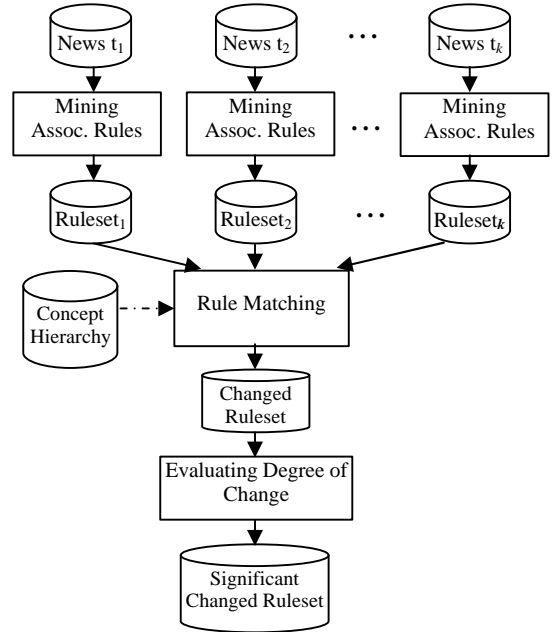 News t1 News t2 ... News tk
Mining Mining Mining
Assoc. Rules Assoc. Rules ... Assoc. Rules
Ruleset1 Ruleset2 ... Rulesetk
Rule Matching
Concept
Hierarchy
Changed
Ruleset
Evaluating Degree of
Change
Significant
Changed Ruleset